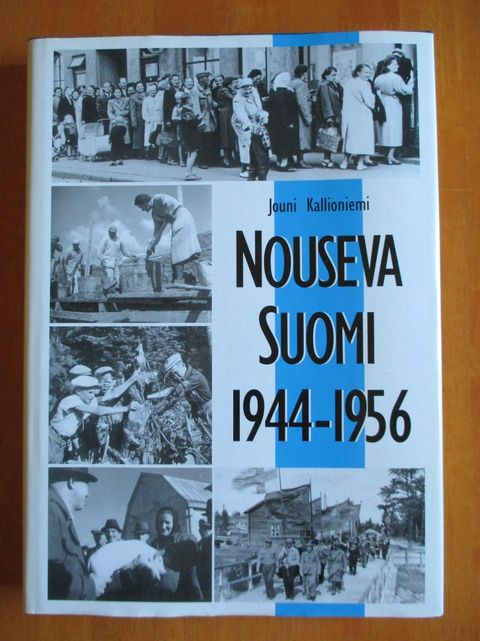 Jouni Kallioniemi
NOUSEVA
SUOMI
1944-1956